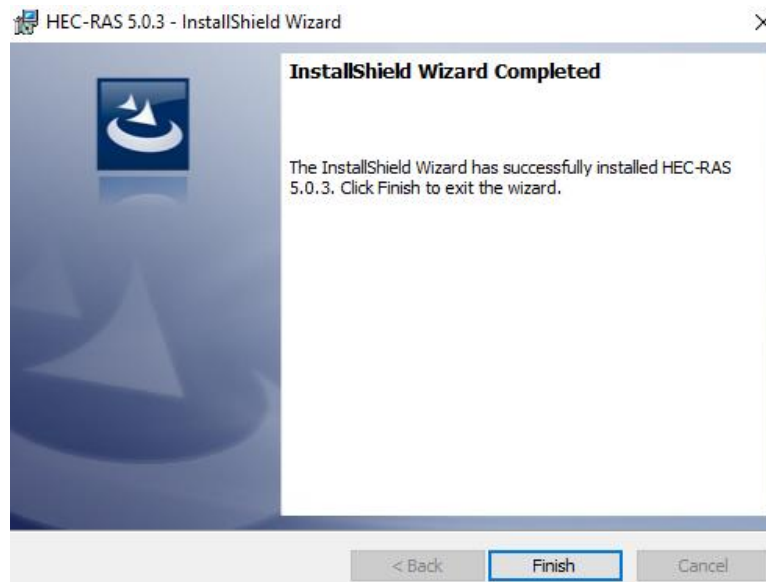 HEC-RAS 5.0.3 - InstallShield Wizard
InstallShield Wizard Completed
The InstallShield Wizard has successfully installed HEC-RAS
5.0.3. Click Finish to exit the wizard.
< Back Finish Cancel